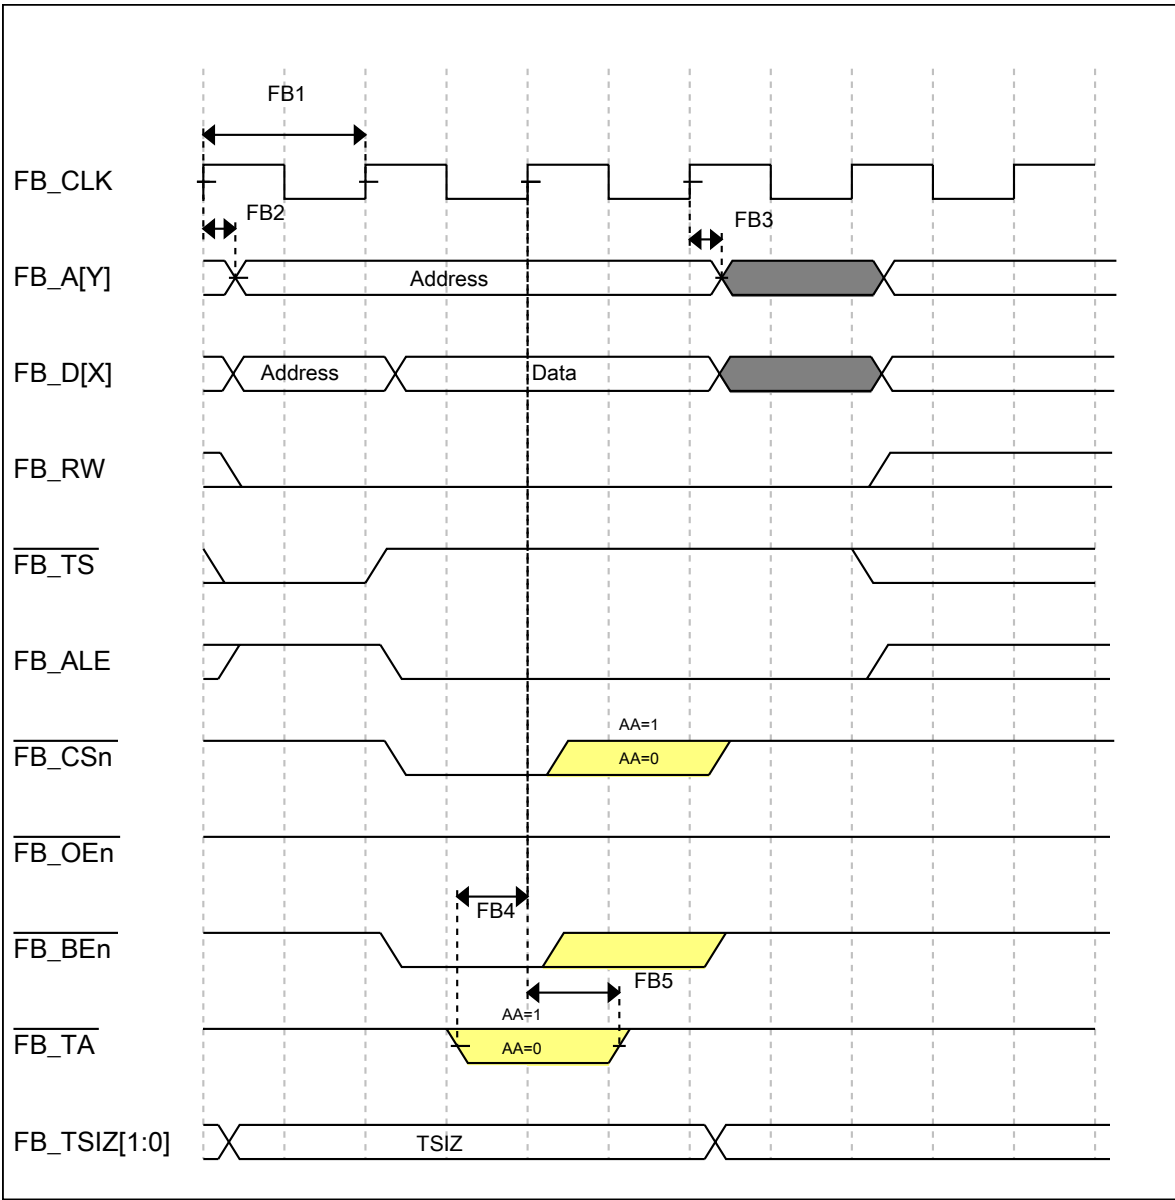 FB1
FB_CLK
FB2
FB3
FB_A[Y]
Address
FB_D[X]
Address
Data
FB_RW
FB_TS
FB_ALE
AA=1
FB_CSn
AA=0
FB_OEn
FB4
FB_BEn
FB5
AA=1
FB_TA
AA=0
FB_TSIZ[1:0]
TSIZ